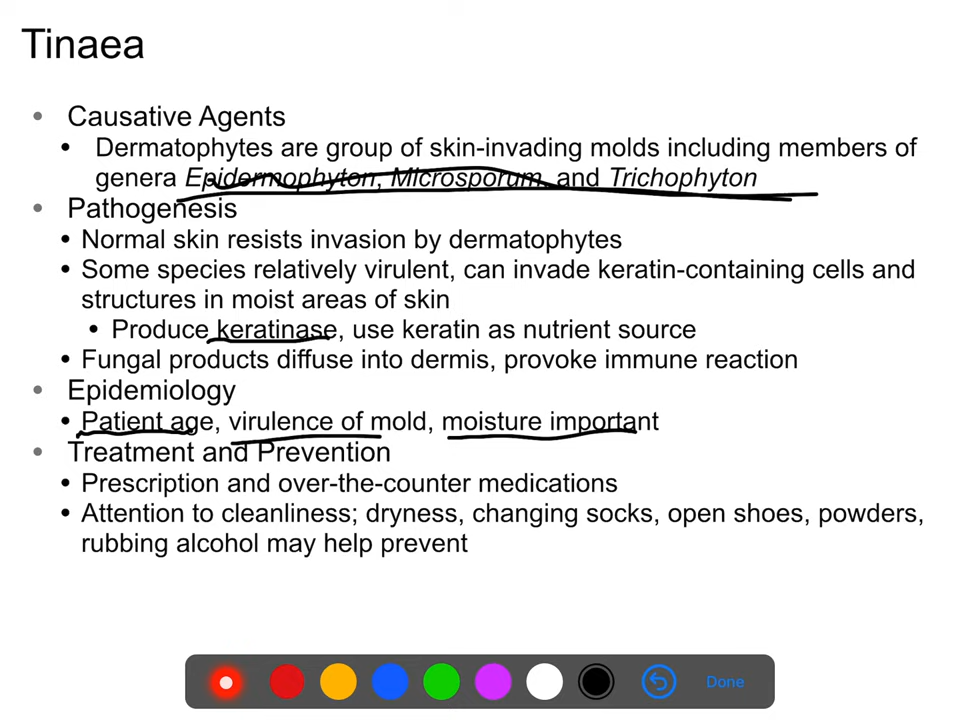 Tinaea
• Causative Agents
• Dermatophytes are group of skin-invading molds including members of
genera Epidermophyton, Microsporum, and Trichophyton
• Pathogenesis
• Normal skin resists invasion by dermatophytes
• Some species relatively virulent, can invade keratin-containing cells and
structures in moist areas of skin
• Produce keratinase, use keratin as nutrient source
• Fungal products diffuse into dermis, provoke immune reaction
• Epidemiology
• Patient age, virulence of mold, moisture important
• Treatment and Prevention
• Prescription and over-the-counter medications
• Attention to cleanliness; dryness, changing socks, open shoes, powders,
rubbing alcohol may help prevent
Done